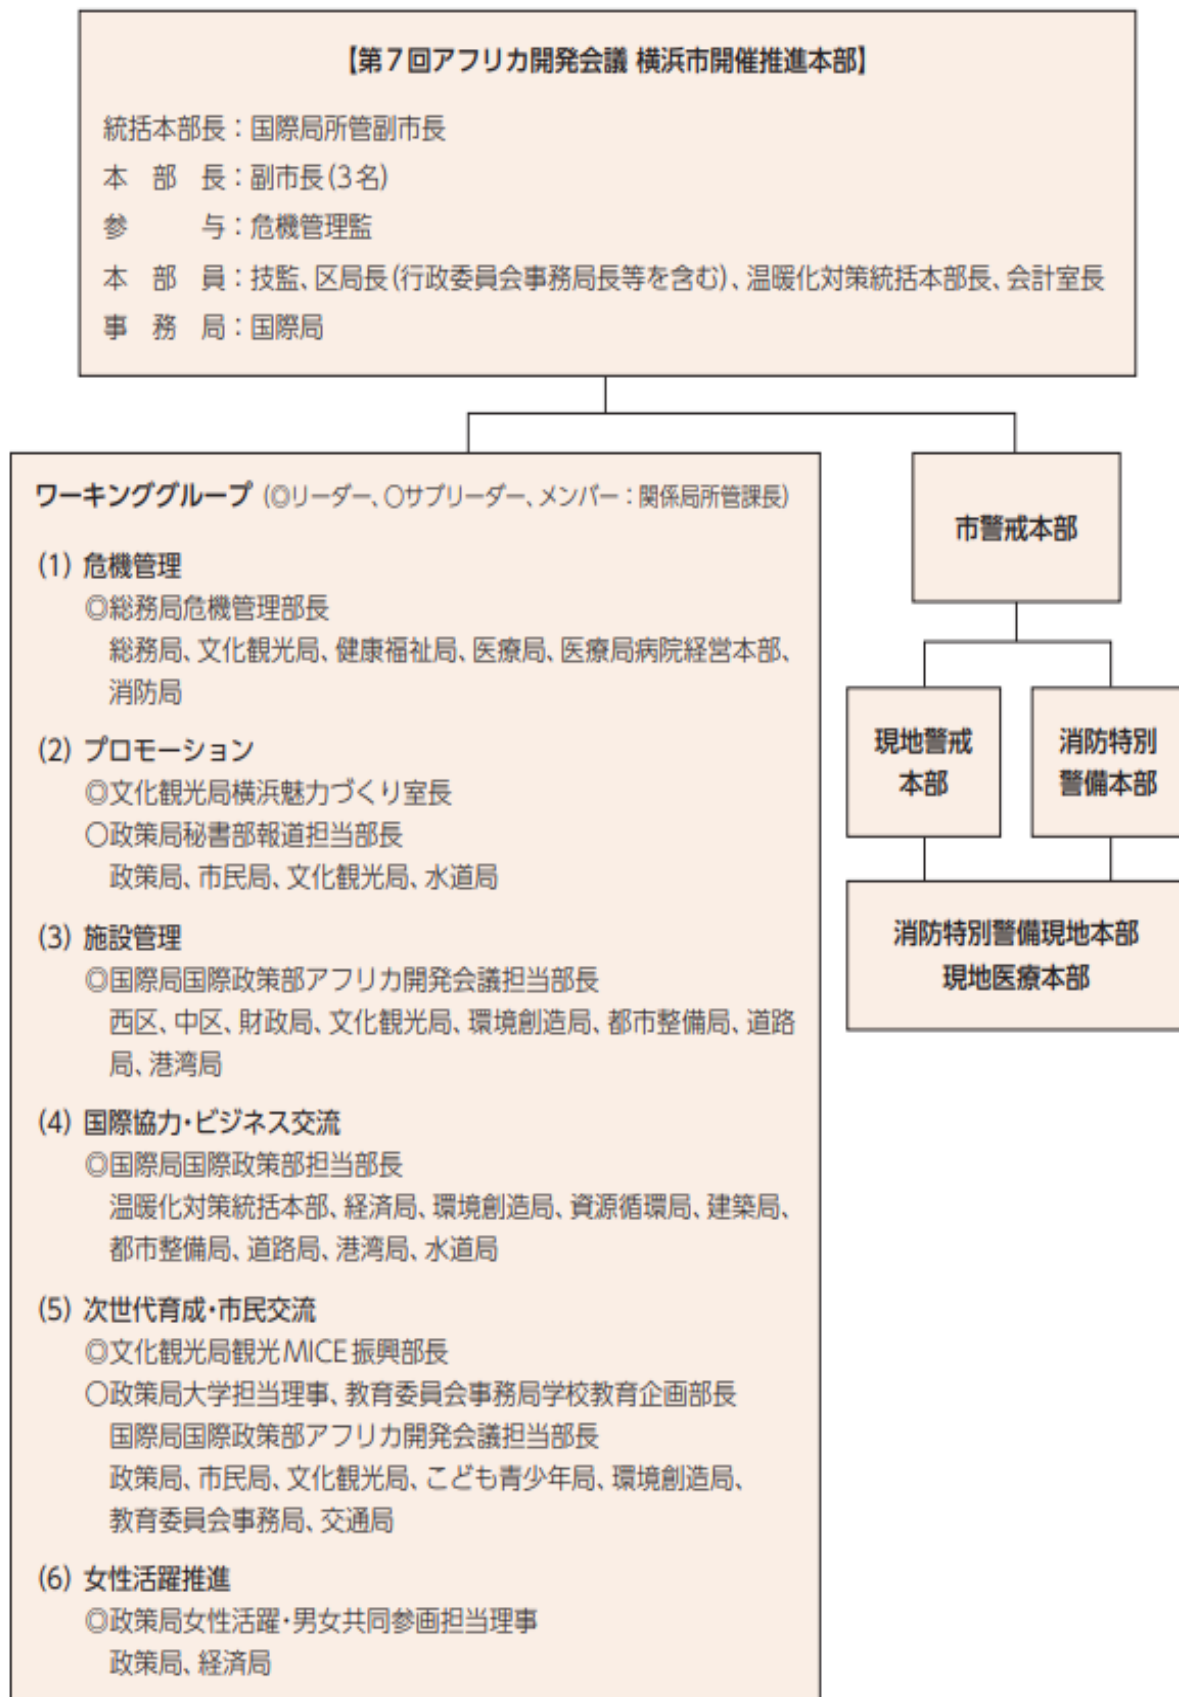 【第7回アフリカ開発会議 横浜市開催推進本部】
統括本部長：国際局所管副市長
本　部　長：副市長(3名)
参　　　与：危機管理監
本　部　員：技監、区局長(行政委員会事務局長等を含む)、温暖化対策統括本部長、会計室長
事　務　局：国際局
ワーキンググループ (◎リーダー、〇サブリーダー、メンバー：関係局所管課長)
(1) 危機管理
◎総務局危機管理部長
総務局、文化観光局、健康福祉局、医療局、医療局病院経営本部、
消防局
(2) プロモーション
◎文化観光局横浜魅力づくり室長
〇政策局秘書部報道担当部長
政策局、市民局、文化観光局、水道局
(3) 施設管理
◎国際局国際政策部アフリカ開発会議担当部長
西区、中区、財政局、文化観光局、環境創造局、都市整備局、道路
局、港湾局
(4) 国際協力・ビジネス交流
◎国際局国際政策部担当部長
温暖化対策統括本部、経済局、環境創造局、資源循環局、建築局、
都市整備局、道路局、港湾局、水道局
(5) 次世代育成・市民交流
◎文化観光局観光MICE振興部長
〇政策局大学担当理事、教育委員会事務局学校教育企画部長
国際局国際政策部アフリカ開発会議担当部長
政策局、市民局、文化観光局、こども青少年局、環境創造局、
教育委員会事務局、交通局
(6) 女性活躍推進
◎政策局女性活躍・男女共同参画担当理事
政策局、経済局
市警戒本部
現地警戒
本部
消防特別
警備本部
消防特別警備現地本部
現地医療本部